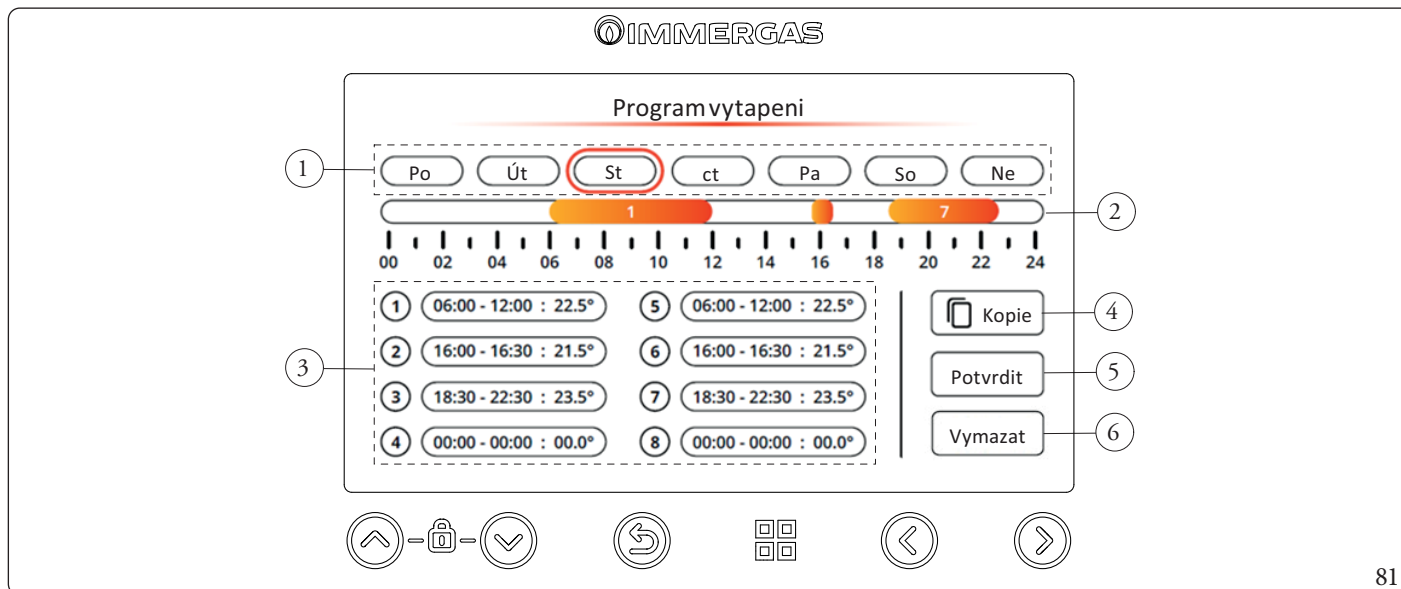 IMMERGAS
Program vytapeni
1 Po Út St ct Pa So Ne
1 7 2
00 02 04 06 08 10 12 14 16 18 20 22 24
1 06:00 - 12:00 : 22.5° 5 06:00 - 12:00 : 22.5° Kopie 4
2 16:00 - 16:30 : 21.5° 6 16:00 - 16:30 : 21.5°
3 Potvrdit 5
3 18:30 - 22:30 : 23.5° 7 18:30 - 22:30 : 23.5°
4 00:00 - 00:00 : 00.0° 8 00:00 - 00:00 : 00.0° Vymazat 6
81